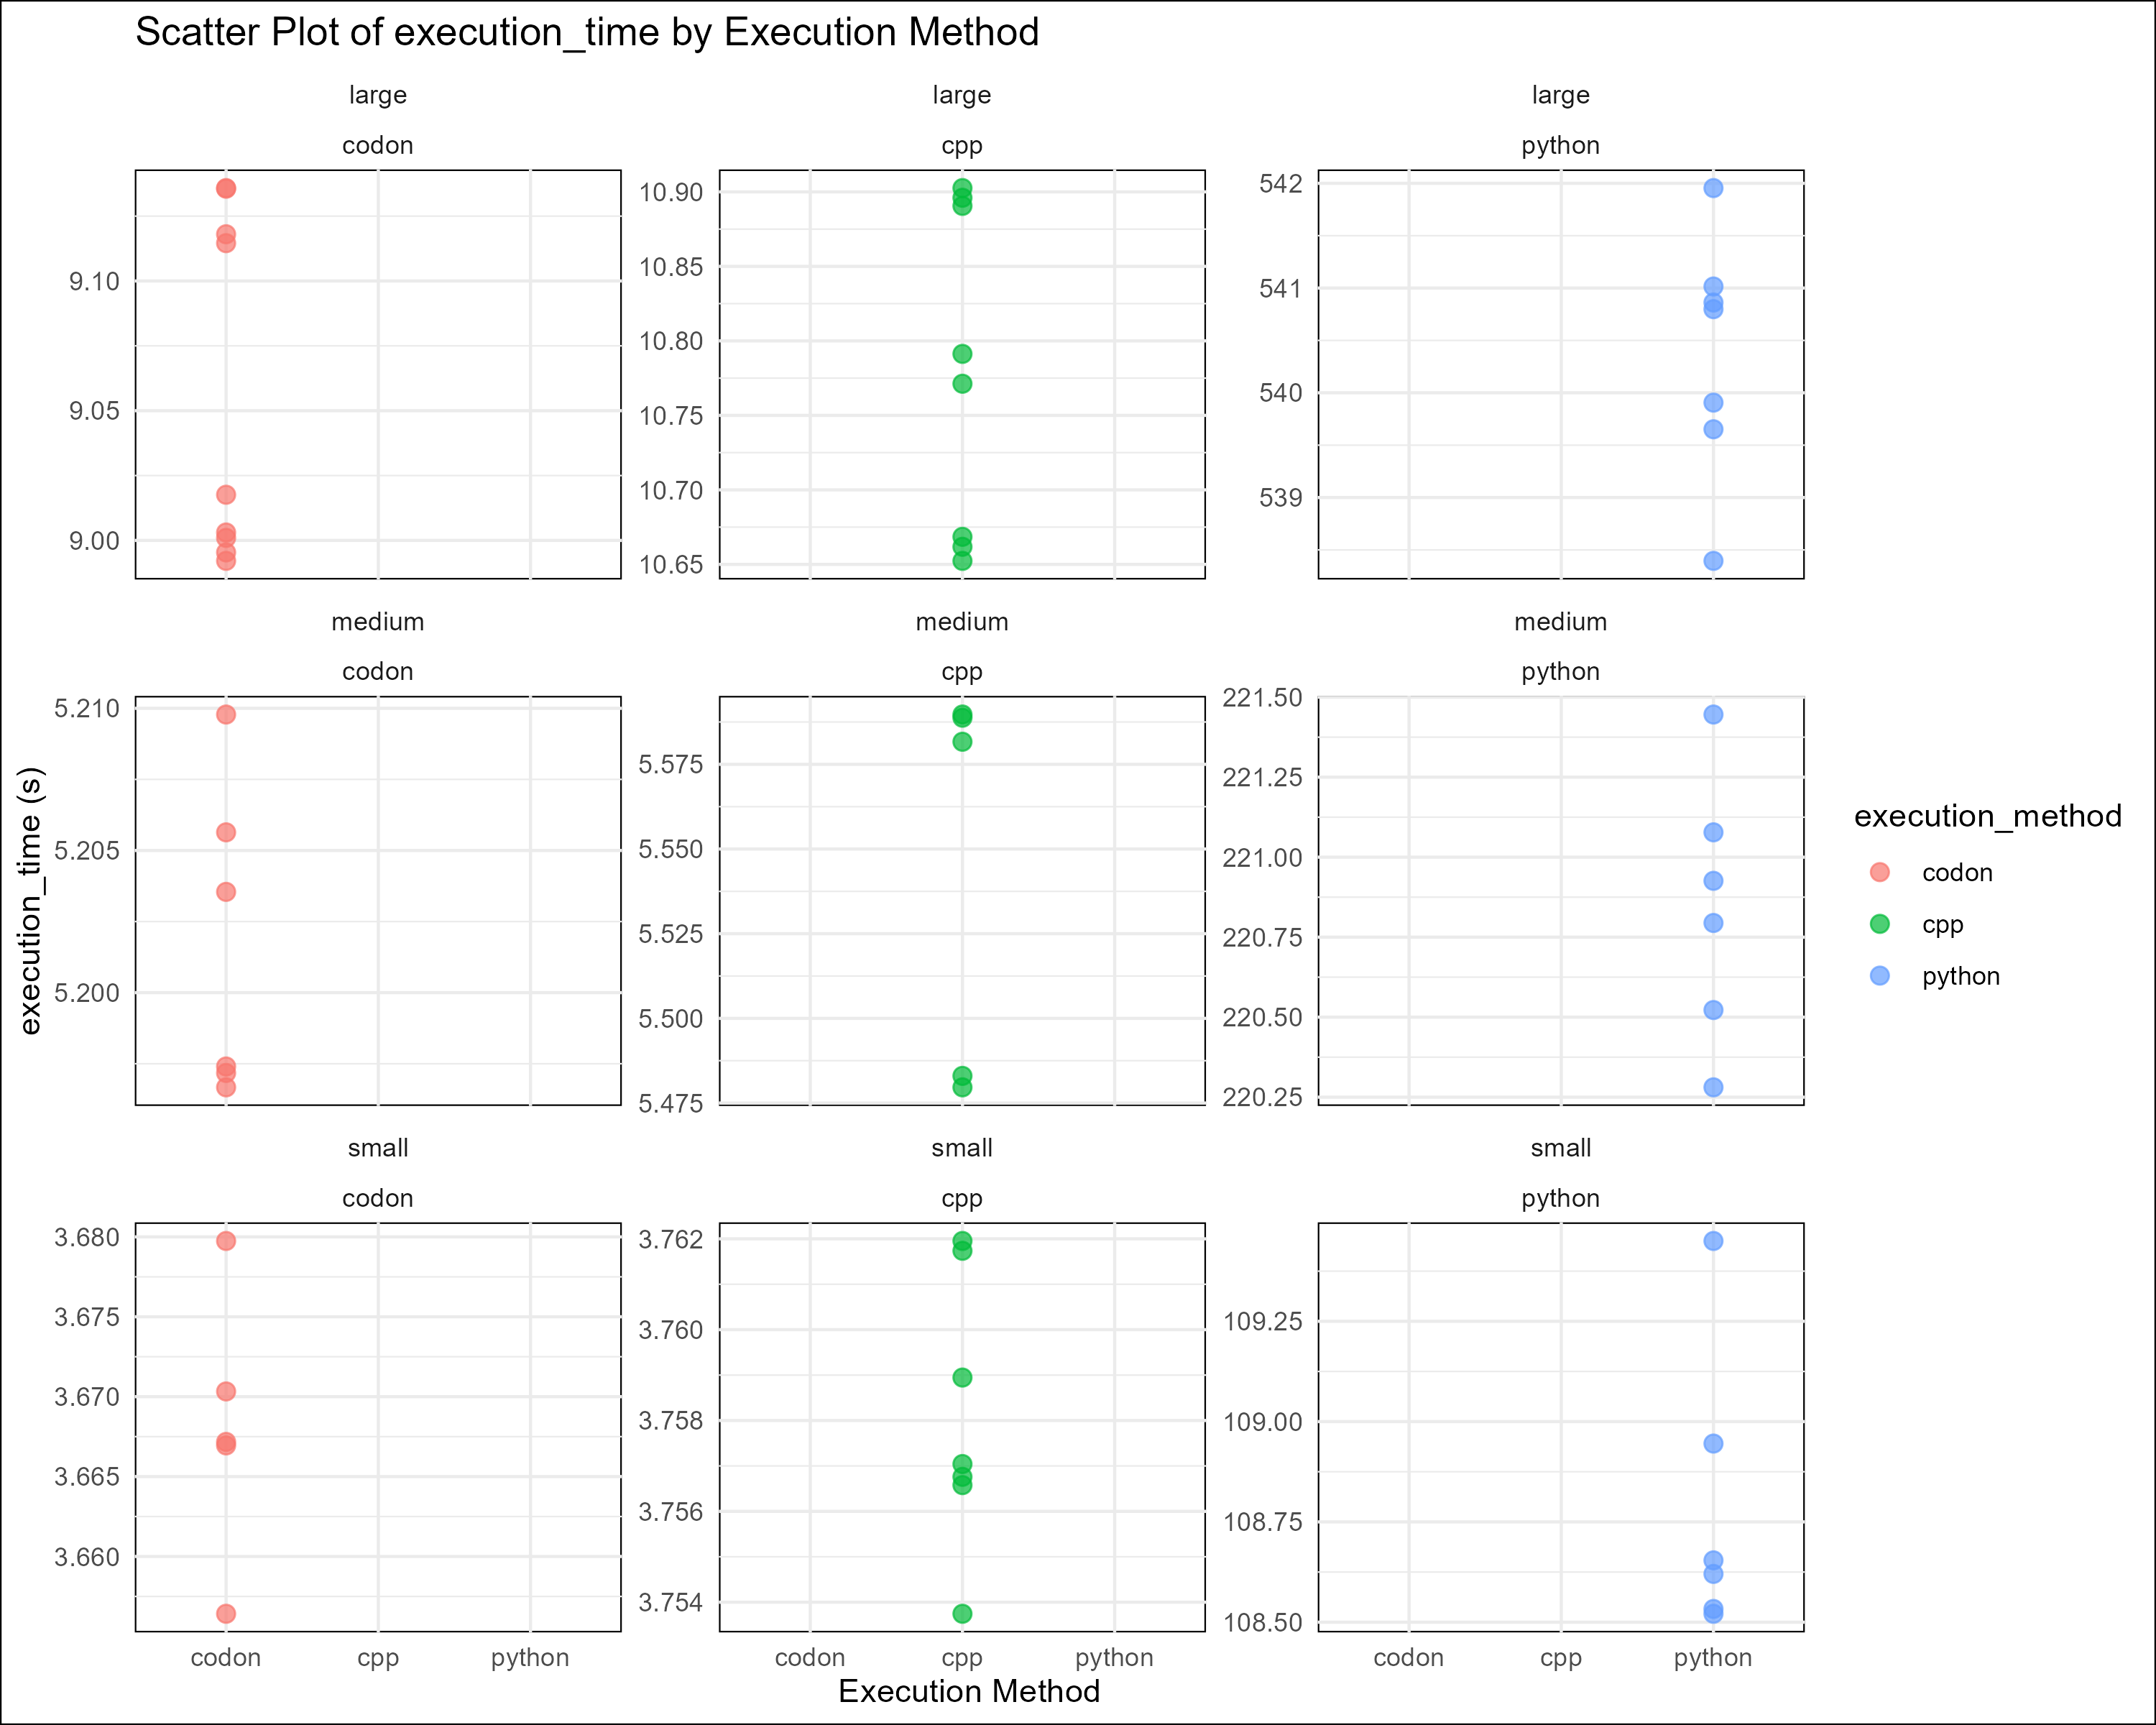 Scatter Plot of execution_time by Execution Method
large large large
codon cpp python
9.10
9.05
9.00
10.90
10.85
10.80
10.75
10.70
10.65
542
541
540
539
medium medium medium
codon cpp python
5.210
5.205
5.200
5.575
5.550
5.525
5.500
5.475
221.50
221.25
221.00
220.75
220.50
220.25
small small small
codon cpp python
3.680
3.675
3.670
3.665
3.660
3.762
3.760
3.758
3.756
3.754
109.25
109.00
108.75
108.50
codon cpp python codon cpp python codon cpp python
Execution Method
execution_time (s)
execution_method
codon
cpp
python